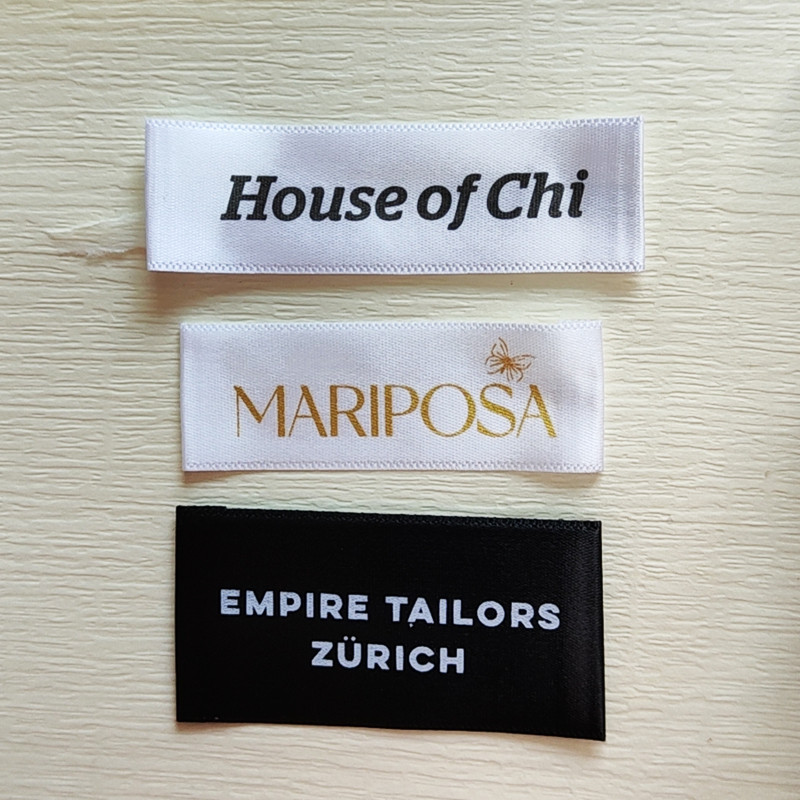 House of Chi
MARIPOSA
EMPIRE TAILORS
ZÜRICH